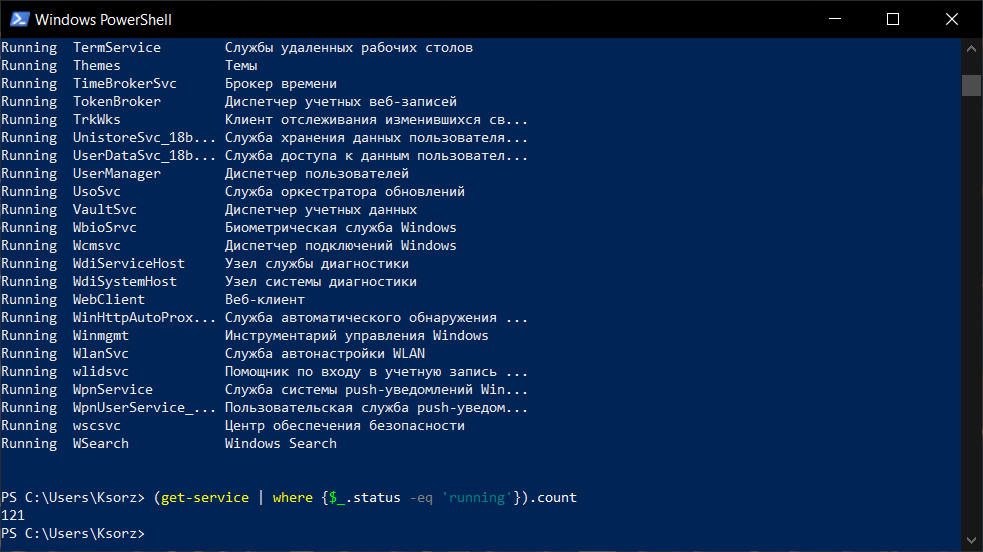 Windows PowerShell
Running TermService Службы удаленных рабочих столов
Running Themes Темы
Running TimeBrokerSvc Брокер времени
Running TokenBroker Диспетчер учетных веб-записей
Running TrkWks Клиент отслеживания изменившихся св...
Running UnistoreSvc_18b... Служба хранения данных пользователя...
Running UserDataSvc_18b... Служба доступа к данным пользовател...
Running UserManager Диспетчер пользователей
Running UsoSvc Служба оркестратора обновлений
Running VaultSvc Диспетчер учетных данных
Running WbioSrvc Биометрическая служба Windows
Running Wcmsvc Диспетчер подключений Windows
Running WdiServiceHost Узел службы диагностики
Running WdiSystemHost Узел системы диагностики
Running WebClient Веб-клиент
Running WinHttpAutoProx... Служба автоматического обнаружения ...
Running Winmgmt Инструментарий управления Windows
Running WlanSvc Служба автонастройки WLAN
Running wlidsvc Помощник по входу в учетную запись ...
Running WpnService Служба системы push-уведомлений Win...
Running WpnUserService_... Пользовательская служба push-уведом...
Running wscsvc Центр обеспечения безопасности
Running WSearch Windows Search
PS C:\Users\Ksorz> (get-service | where {$_.status -eq 'running'}).count
121
PS C:\Users\Ksorz>